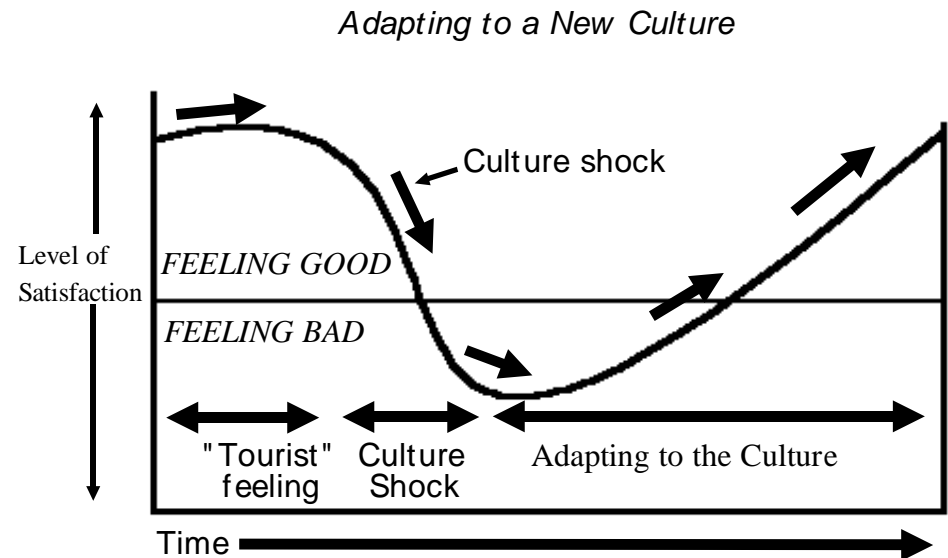 Adapting to a New Culture
Culture shock
Level of
Satisfaction
FEELING GOOD
FEELING BAD
"Tourist"
feeling
Culture
Shock
Adapting to the Culture
Time